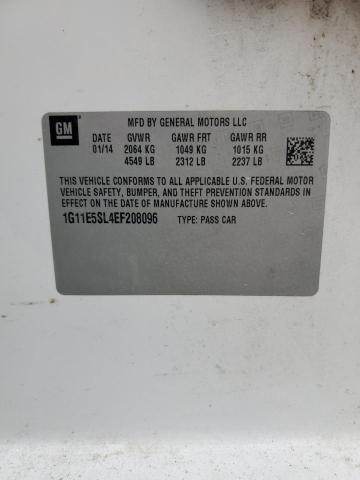 GM
MFD BY GENERAL MOTORS LLC
DATE GVWR GAWR FRT GAWR RR
01/14 2064 KG 1049 KG 1015 KG
4549 LB 2312 LB 2237 LB
THIS VEHICLE CONFORMS TO ALL APPLICABLE U.S. FEDERAL MOTOR
VEHICLE SAFETY, BUMPER, AND THEFT PREVENTION STANDARDS IN
EFFECT ON THE DATE OF MANUFACTURE SHOWN ABOVE.
1G11E5SL4EF208096 TYPE: PASS CAR